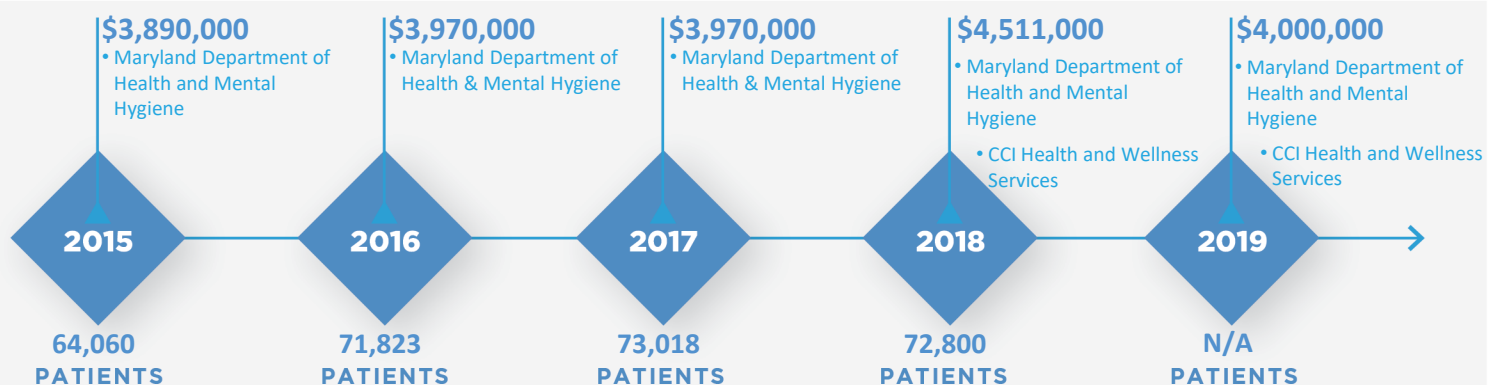 $3,890,000
• Maryland Department of
Health and Mental
Hygiene
2015
64,060
PATIENTS
$3,970,000
• Maryland Department of
Health & Mental Hygiene
2016
71,823
PATIENTS
$3,970,000
• Maryland Department of
Health & Mental Hygiene
2017
73,018
PATIENTS
$4,511,000
• Maryland Department of
Health and Mental
Hygiene
• CCI Health and Wellness
Services
2018
72,800
PATIENTS
$4,000,000
• Maryland Department of
Health and Mental
Hygiene
• CCI Health and Wellness
Services
2019
N/A
PATIENTS